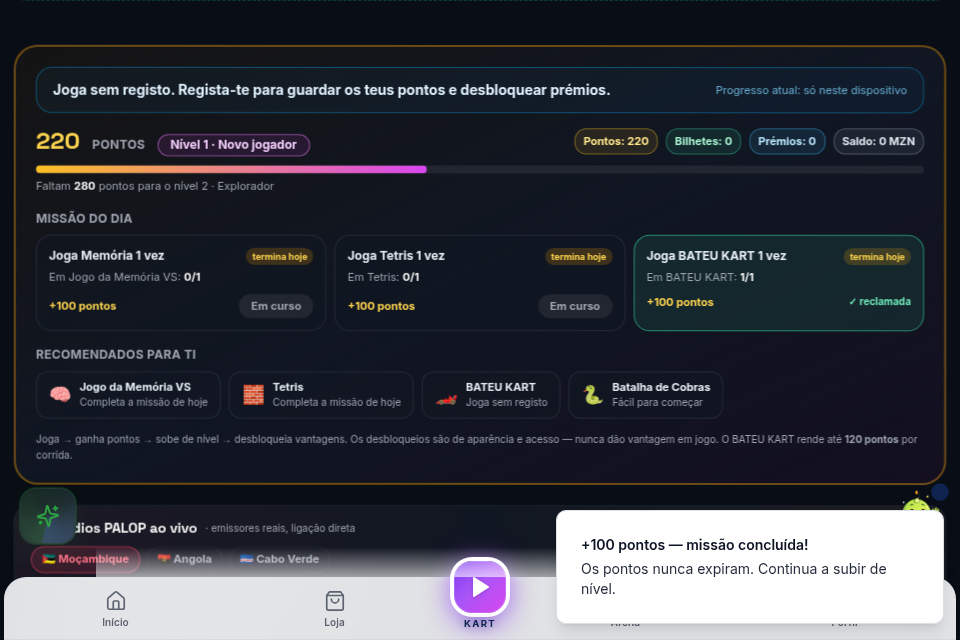 Joga sem registo. Regista-te para guardar os teus pontos e desbloquear prémios.
Progresso atual: só neste dispositivo
220 PONTOS Nível 1 · Novo jogador
Pontos: 220 Bilhetes: 0 Prémios: 0 Saldo: 0 MZN
Faltam 280 pontos para o nível 2 · Explorador
MISSÃO DO DIA
Joga Memória 1 vez termina hoje
Em Jogo da Memória VS: 0/1
+100 pontos Em curso
Joga Tetris 1 vez termina hoje
Em Tetris: 0/1
+100 pontos Em curso
Joga BATEU KART 1 vez termina hoje
Em BATEU KART: 1/1
+100 pontos ✓ reclamada
RECOMENDADOS PARA TI
Jogo da Memória VS
Completa a missão de hoje
Tetris
Completa a missão de hoje
BATEU KART
Joga sem registo
Batalha de Cobras
Fácil para começar
Joga → ganha pontos → sobe de nível → desbloqueia vantagens. Os desbloqueios são de aparência e acesso — nunca dão vantagem em jogo. O BATEU KART rende até 120 pontos por
corrida.
dios PALOP ao vivo · emissores reais, ligação direta
Moçambique Angola Cabo Verde
+100 pontos — missão concluída!
Os pontos nunca expiram. Continua a subir de
nível.
Início Loja KART